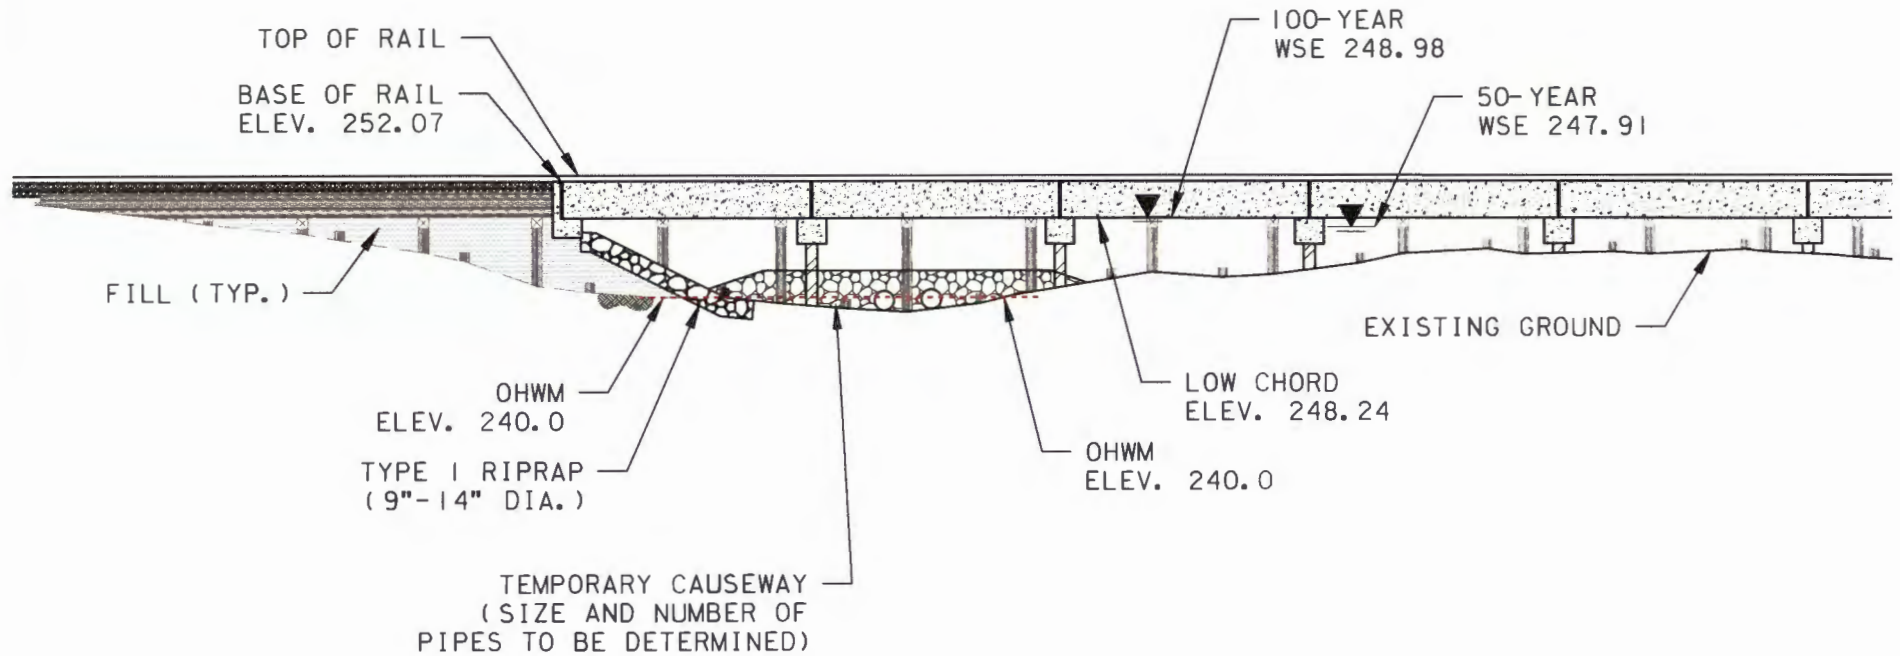 TOP OF RAIL
BASE OF RAIL
ELEV. 252.07
100-YEAR
WSE 248.98
50-YEAR
WSE 247.91
FILL (TYP.)
EXISTING GROUND
OHWM
ELEV. 240.0
LOW CHORD
ELEV. 248.24
TYPE I RIPRAP
(9"-14" DIA.)
OHWM
ELEV. 240.0
TEMPORARY CAUSEWAY
(SIZE AND NUMBER OF
PIPES TO BE DETERMINED)